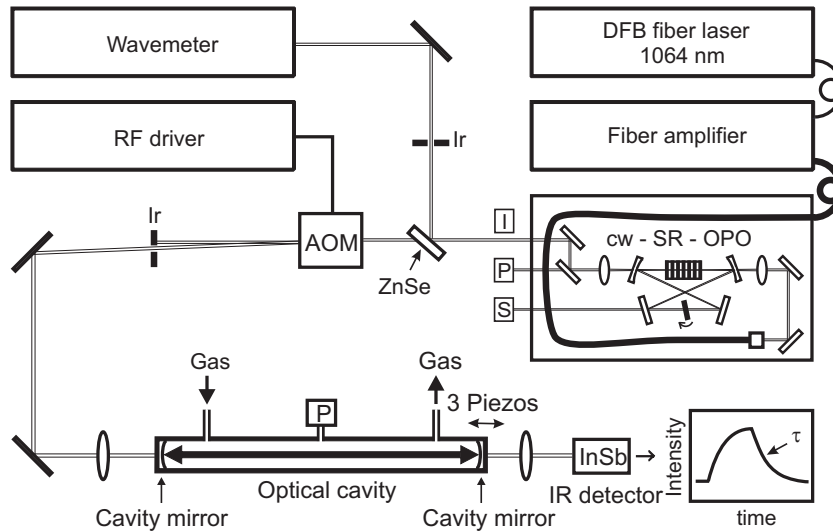 Wavemeter
DFB fiber laser
1064 nm
RF driver
Fiber amplifier
Ir
Ir
I
AOM
cw - SR - OPO
P
ZnSe
S
Gas
Gas
3 Piezos
P
InSb
Intensity
τ
Optical cavity
IR detector
Cavity mirror
Cavity mirror
time